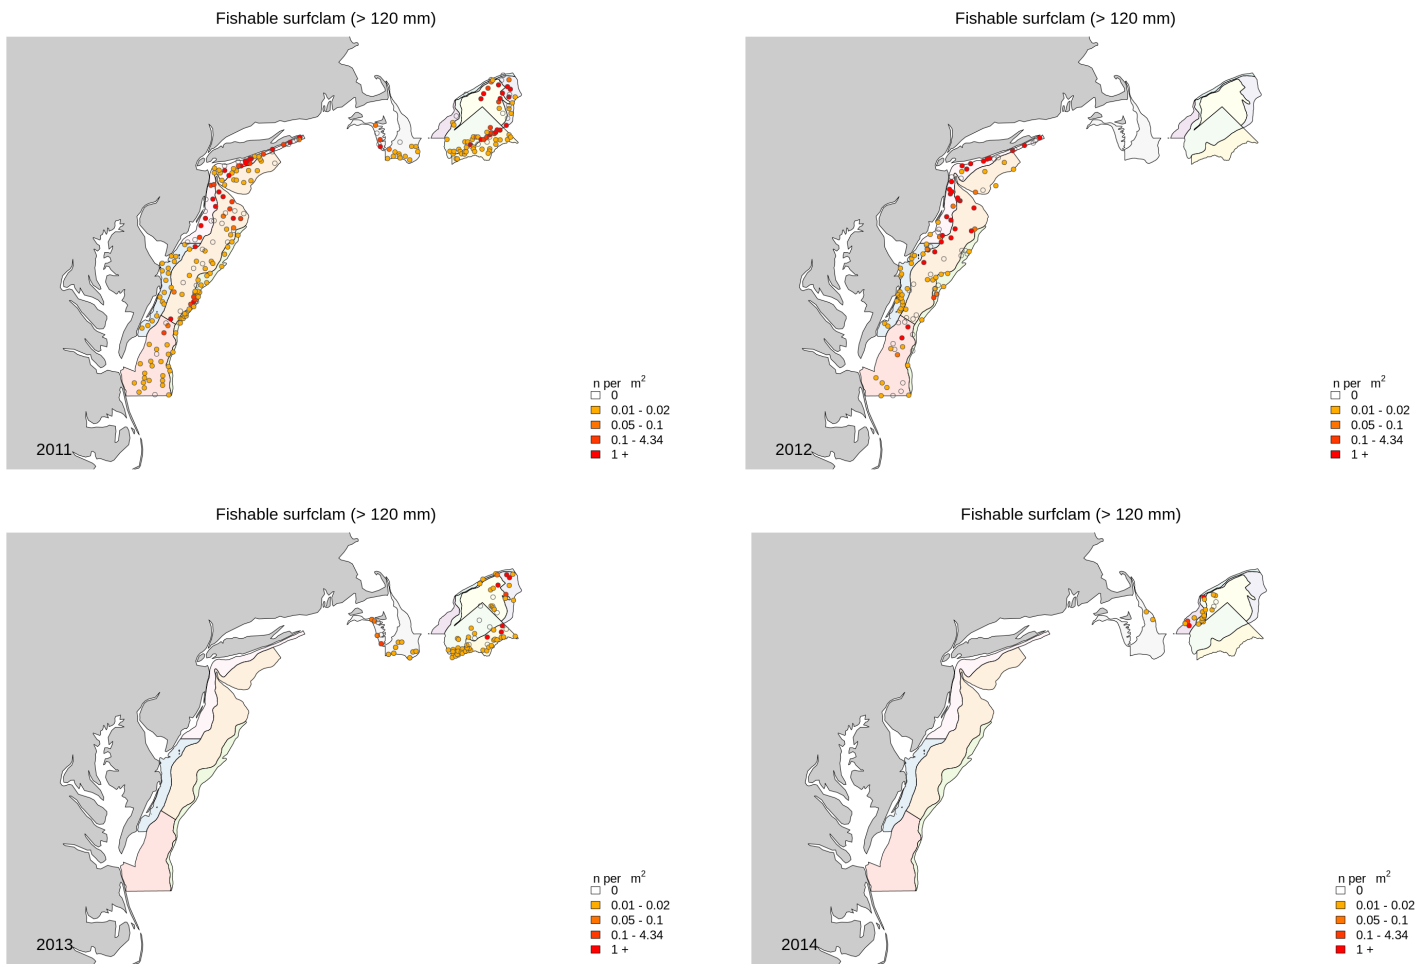 Fishable surfclam (> 120 mm)
n per m2
0
0.01 - 0.02
0.05 - 0.1
0.1 - 4.34
1 +
2011
Fishable surfclam (> 120 mm)
n per m2
0
0.01 - 0.02
0.05 - 0.1
0.1 - 4.34
1 +
2012
Fishable surfclam (> 120 mm)
n per m2
0
0.01 - 0.02
0.05 - 0.1
0.1 - 4.34
1 +
2013
Fishable surfclam (> 120 mm)
n per m2
0
0.01 - 0.02
0.05 - 0.1
0.1 - 4.34
1 +
2014